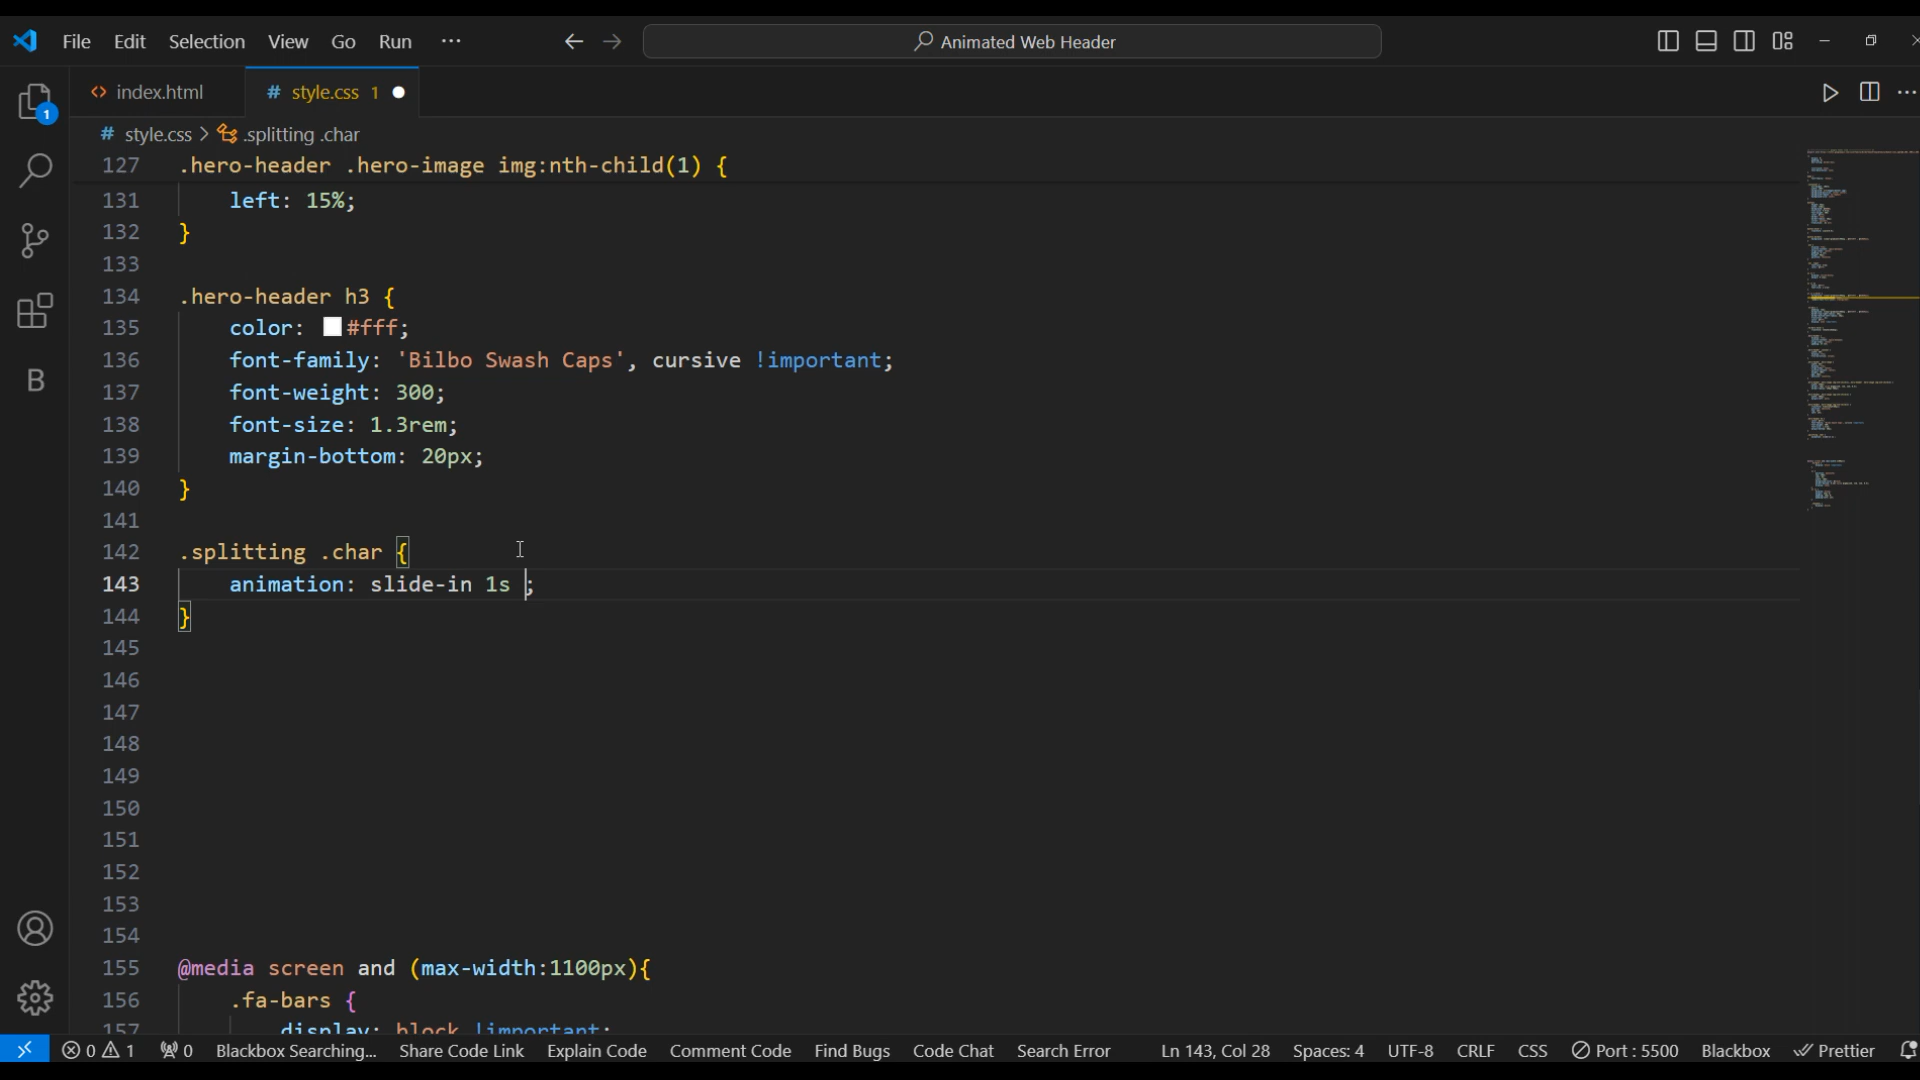 File Edit Selection View Go Run ··· Animated Web Header
index.html # style.css 1
# style.css > .splitting .char
127 .hero-header .hero-image img:nth-child(1) {
131 left: 15%;
132 }
133
134 .hero-header h3 {
135 color: #fff;
136 font-family: 'Bilbo Swash Caps', cursive !important;
137 font-weight: 300;
138 font-size: 1.3rem;
139 margin-bottom: 20px;
140 }
141
142 .splitting .char {
143 animation: slide-in 1s ;
144 }
145
146
147
148
149
150
151
152
153
154
155 @media screen and (max-width:1100px){
156 .fa-bars {
157 display: block !important;
1
B
0 1 0 Blackbox Searching... Share Code Link Explain Code Comment Code Find Bugs Code Chat Search Error Ln 143, Col 28 Spaces: 4 UTF-8 CRLF CSS Port : 5500 Blackbox Prettier